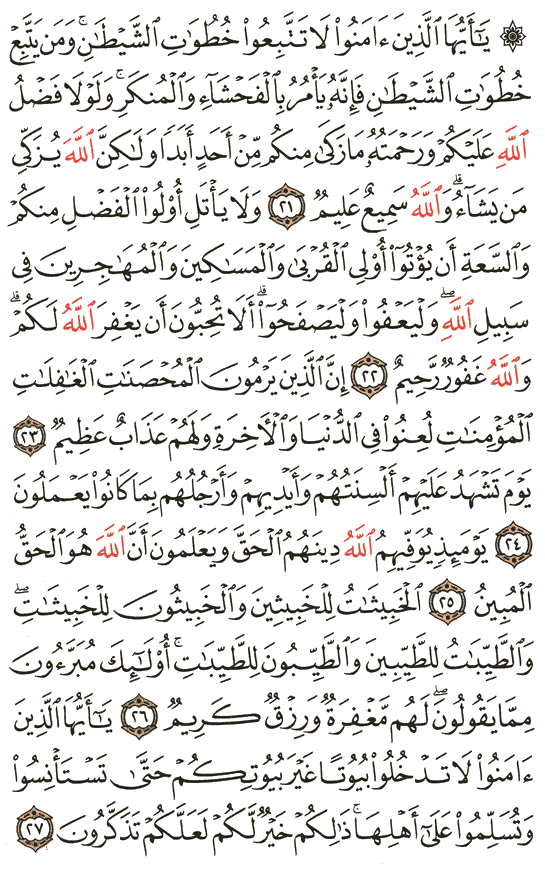 ۞ يَٰٓأَيُّهَا ٱلَّذِينَ ءَامَنُوا۟ لَا تَتَّبِعُوا۟ خُطُوَٰتِ ٱلشَّيْطَٰنِ ۚ وَمَن يَتَّبِعْ
خُطُوَٰتِ ٱلشَّيْطَٰنِ فَإِنَّهُۥ يَأْمُرُ بِٱلْفَحْشَآءِ وَٱلْمُنكَرِ ۚ وَلَوْلَا فَضْلُ
ٱللَّهِ عَلَيْكُمْ وَرَحْمَتُهُۥ مَا زَكَىٰ مِنكُم مِّنْ أَحَدٍ أَبَدًا وَلَٰكِنَّ ٱللَّهَ يُزَكِّى
مَن يَشَآءُ ۗ وَٱللَّهُ سَمِيعٌ عَلِيمٌ ٢١ وَلَا يَأْتَلِ أُو۟لُوا۟ ٱلْفَضْلِ مِنكُمْ
وَٱلسَّعَةِ أَن يُؤْتُوٓا۟ أُو۟لِى ٱلْقُرْبَىٰ وَٱلْمَسَٰكِينَ وَٱلْمُهَٰجِرِينَ فِى
سَبِيلِ ٱللَّهِ ۖ وَلْيَعْفُوا۟ وَلْيَصْفَحُوٓا۟ ۗ أَلَا تُحِبُّونَ أَن يَغْفِرَ ٱللَّهُ لَكُمْ ۗ
وَٱللَّهُ غَفُورٌ رَّحِيمٌ ٢٢ إِنَّ ٱلَّذِينَ يَرْمُونَ ٱلْمُحْصَنَٰتِ ٱلْغَٰفِلَٰتِ
ٱلْمُؤْمِنَٰتِ لُعِنُوا۟ فِى ٱلدُّنْيَا وَٱلْءَاخِرَةِ وَلَهُمْ عَذَابٌ عَظِيمٌ ٢٣
يَوْمَ تَشْهَدُ عَلَيْهِمْ أَلْسِنَتُهُمْ وَأَيْدِيهِمْ وَأَرْجُلُهُم بِمَا كَانُوا۟ يَعْمَلُونَ
٢٤ يَوْمَئِذٍ يُوَفِّيهِمُ ٱللَّهُ دِينَهُمُ ٱلْحَقَّ وَيَعْلَمُونَ أَنَّ ٱللَّهَ هُوَ ٱلْحَقُّ
ٱلْمُبِينُ ٢٥ ٱلْخَبِيثَٰتُ لِلْخَبِيثِينَ وَٱلْخَبِيثُونَ لِلْخَبِيثَٰتِ ۖ
وَٱلطَّيِّبَٰتُ لِلطَّيِّبِينَ وَٱلطَّيِّبُونَ لِلطَّيِّبَٰتِ ۚ أُو۟لَٰٓئِكَ مُبَرَّءُونَ
مِمَّا يَقُولُونَ ۖ لَهُم مَّغْفِرَةٌ وَرِزْقٌ كَرِيمٌ ٢٦ يَٰٓأَيُّهَا ٱلَّذِينَ
ءَامَنُوا۟ لَا تَدْخُلُوا۟ بُيُوتًا غَيْرَ بُيُوتِكُمْ حَتَّىٰ تَسْتَأْنِسُوا۟
وَتُسَلِّمُوا۟ عَلَىٰٓ أَهْلِهَا ۚ ذَٰلِكُمْ خَيْرٌ لَّكُمْ لَعَلَّكُمْ تَذَكَّرُونَ ٢٧